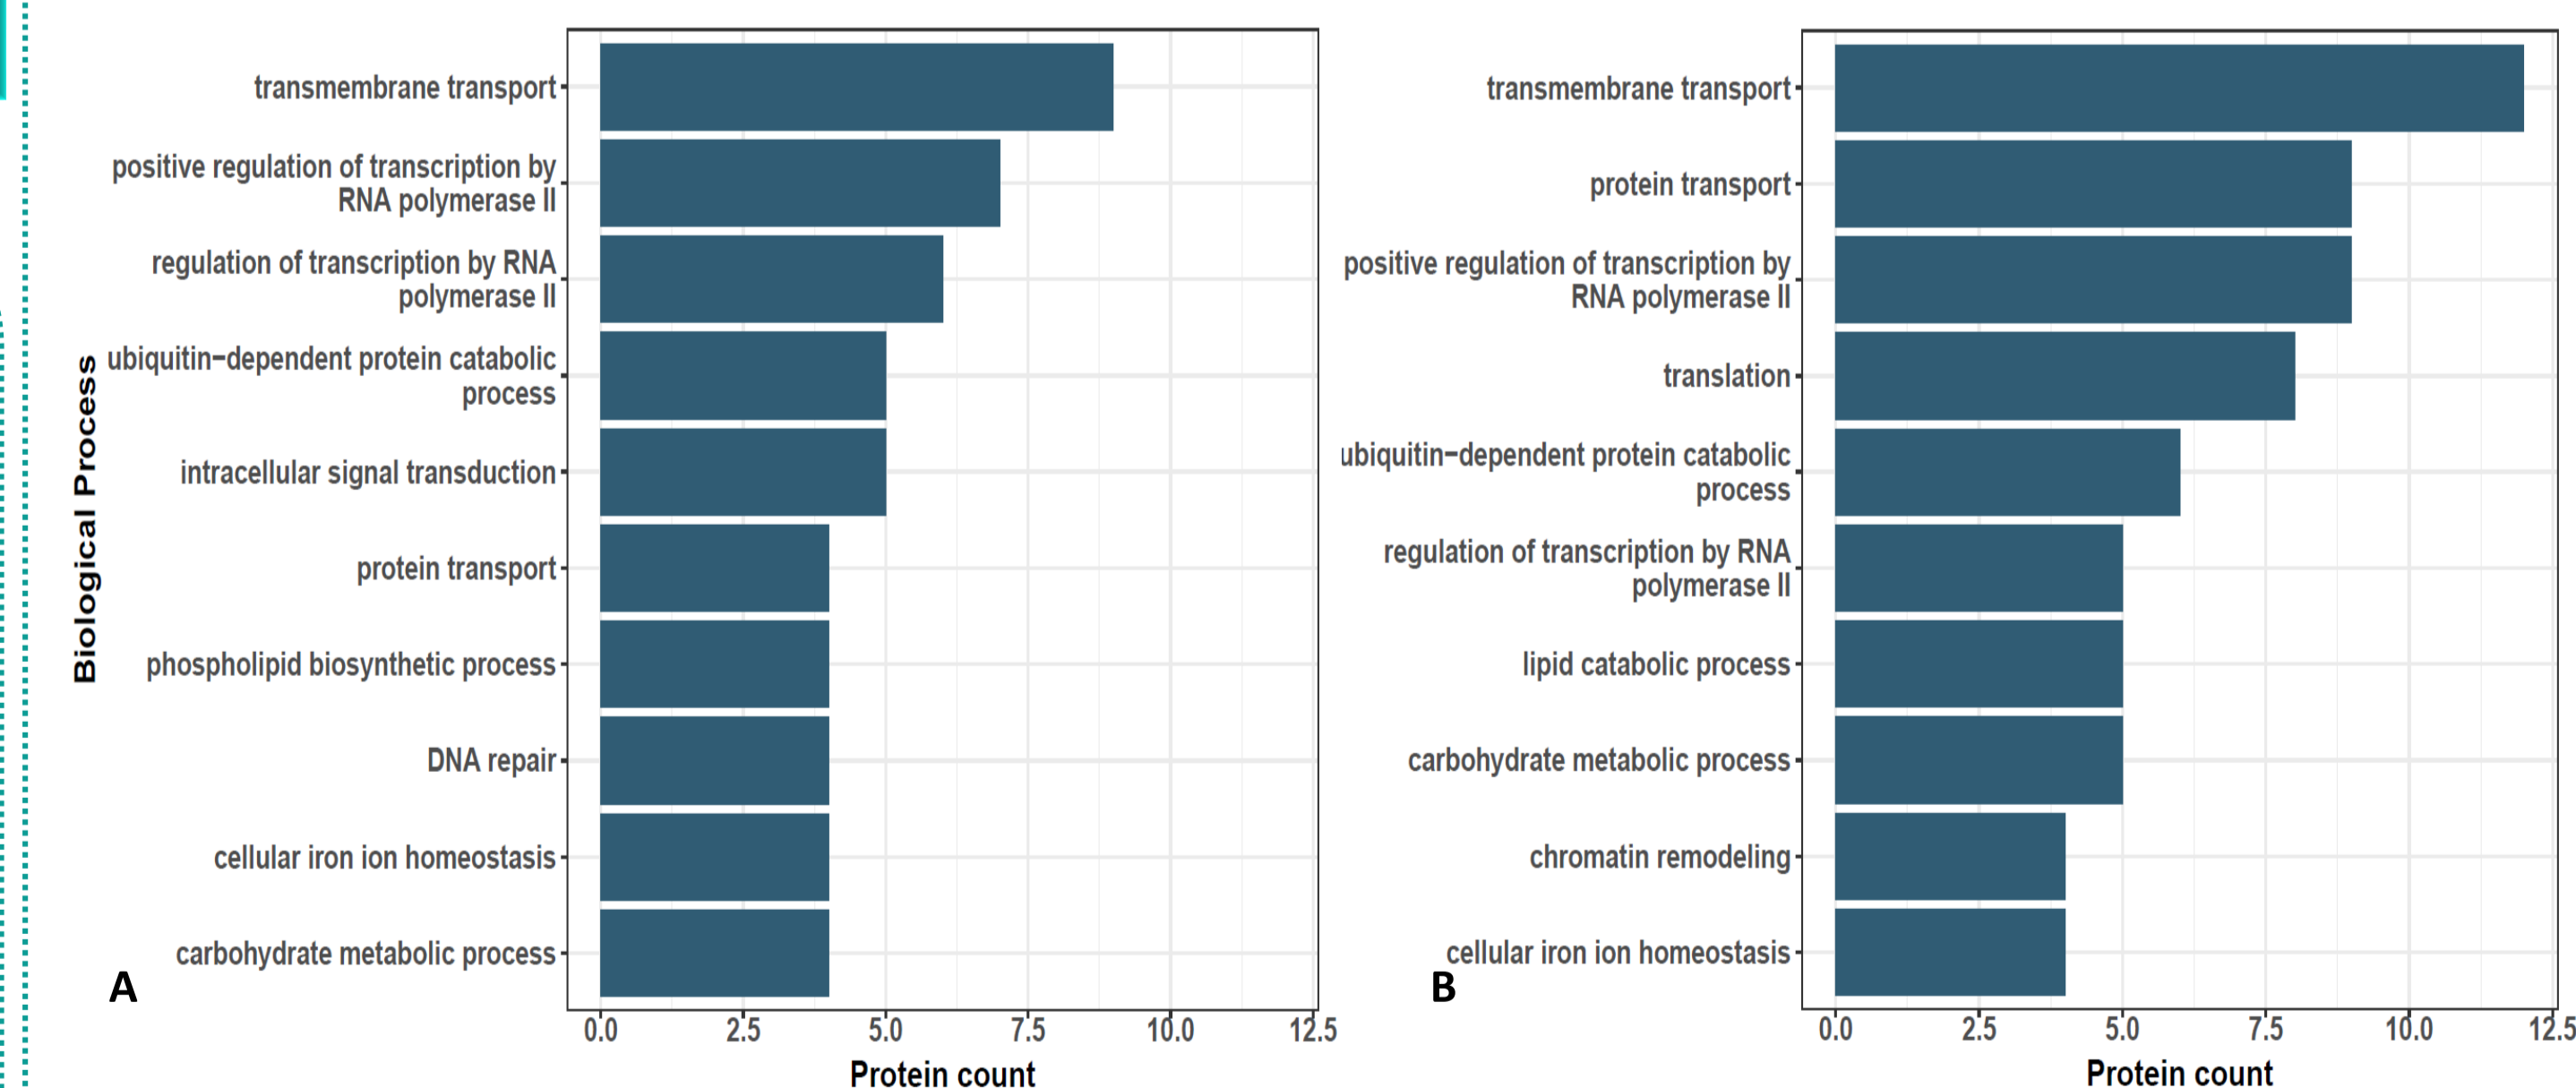 Biological Process
transmembrane transport
positive regulation of transcription by
RNA polymerase II
regulation of transcription by RNA
polymerase II
ubiquitin−dependent protein catabolic
process
intracellular signal transduction
protein transport
phospholipid biosynthetic process
DNA repair
cellular iron ion homeostasis
carbohydrate metabolic process
A
0.0 2.5 5.0 7.5 10.0 12.5
Protein count
transmembrane transport
protein transport
positive regulation of transcription by
RNA polymerase II
translation
ubiquitin−dependent protein catabolic
process
regulation of transcription by RNA
polymerase II
lipid catabolic process
carbohydrate metabolic process
chromatin remodeling
cellular iron ion homeostasis
B
0.0 2.5 5.0 7.5 10.0 12.5
Protein count